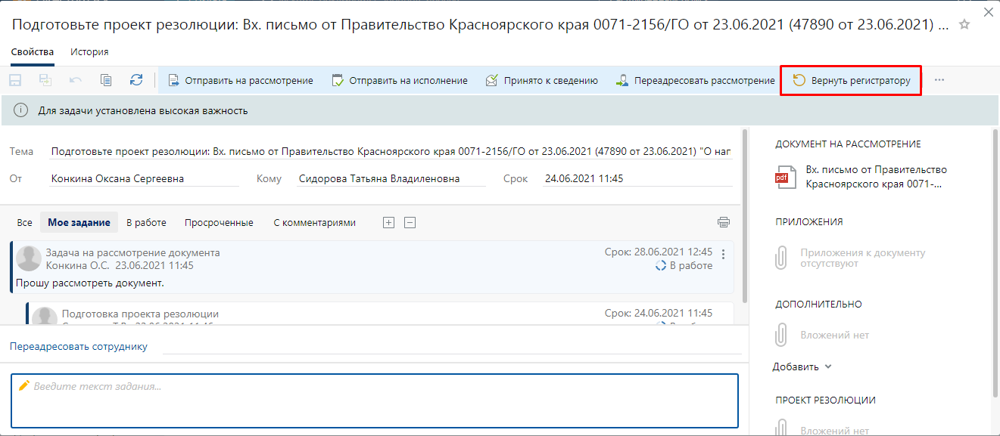 Подготовьте проект резолюции: Вх. письмо от Правительство Красноярского края 0071-2156/ГО от 23.06.2021 (47890 от 23.06.2021) ...
Свойства История
Отправить на рассмотрение Отправить на исполнение Принято к сведению Переадресовать рассмотрение Вернуть регистратору ...
Для задачи установлена высокая важность
Тема Подготовьте проект резолюции: Вх. письмо от Правительство Красноярского края 0071-2156/ГО от 23.06.2021 (47890 от 23.06.2021) "О нап
От Конкина Оксана Сергеевна Кому Сидорова Татьяна Владиленовна Срок 24.06.2021 11:45
Все Мое задание В работе Просроченные С комментариями
Задача на рассмотрение документа Срок: 28.06.2021 12:45
Конкина О.С. 23.06.2021 11:45 В работе
Прошу рассмотреть документ.
Подготовка проекта резолюции Срок: 24.06.2021 11:45
Переадресовать сотруднику
Введите текст задания...
ДОКУМЕНТ НА РАССМОТРЕНИЕ
pdf
Вх. письмо от Правительство
Красноярского края 0071-...
ПРИЛОЖЕНИЯ
Приложения к документу
отсутствуют
ДОПОЛНИТЕЛЬНО
Вложений нет
Добавить
ПРОЕКТ РЕЗОЛЮЦИИ
Вложений нет